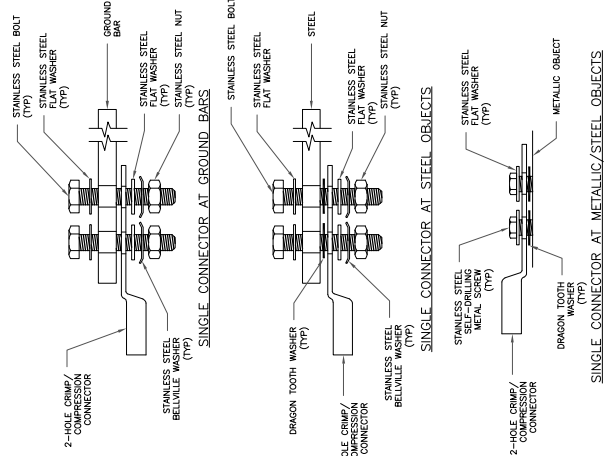 STAINLESS STEEL BOLT
(TYP)
STAINLESS STEEL
FLAT WASHER
(TYP)
GROUND
BAR
STAINLESS STEEL
FLAT WASHER
(TYP)
STAINLESS STEEL NUT
(TYP)
2-HOLE CRIMP/
COMPRESSION
CONNECTOR
STAINLESS STEEL
BELLVILLE WASHER
(TYP)
SINGLE CONNECTOR AT GROUND BARS
STAINLESS STEEL BOLT
STAINLESS STEEL
FLAT WASHER
STEEL
STAINLESS STEEL
FLAT WASHER
(TYP)
STAINLESS STEEL NUT
(TYP)
DRAGON TOOTH WASHER
(TYP)
OLE CRIMP/
COMPRESSION
CONNECTOR
STAINLESS STEEL
BELLVILLE WASHER
(TYP)
SINGLE CONNECTOR AT STEEL OBJECTS
STAINLESS STEEL
FLAT WASHER
(TYP)
STAINLESS STEEL
SELF-DRILLING
METAL SCREW
(TYP)
METALLIC OBJECT
2-HOLE CRIMP/
COMPRESSION
CONNECTOR
DRAGON TOOTH
WASHER
(TYP)
SINGLE CONNECTOR AT METALLIC/STEEL OBJECTS